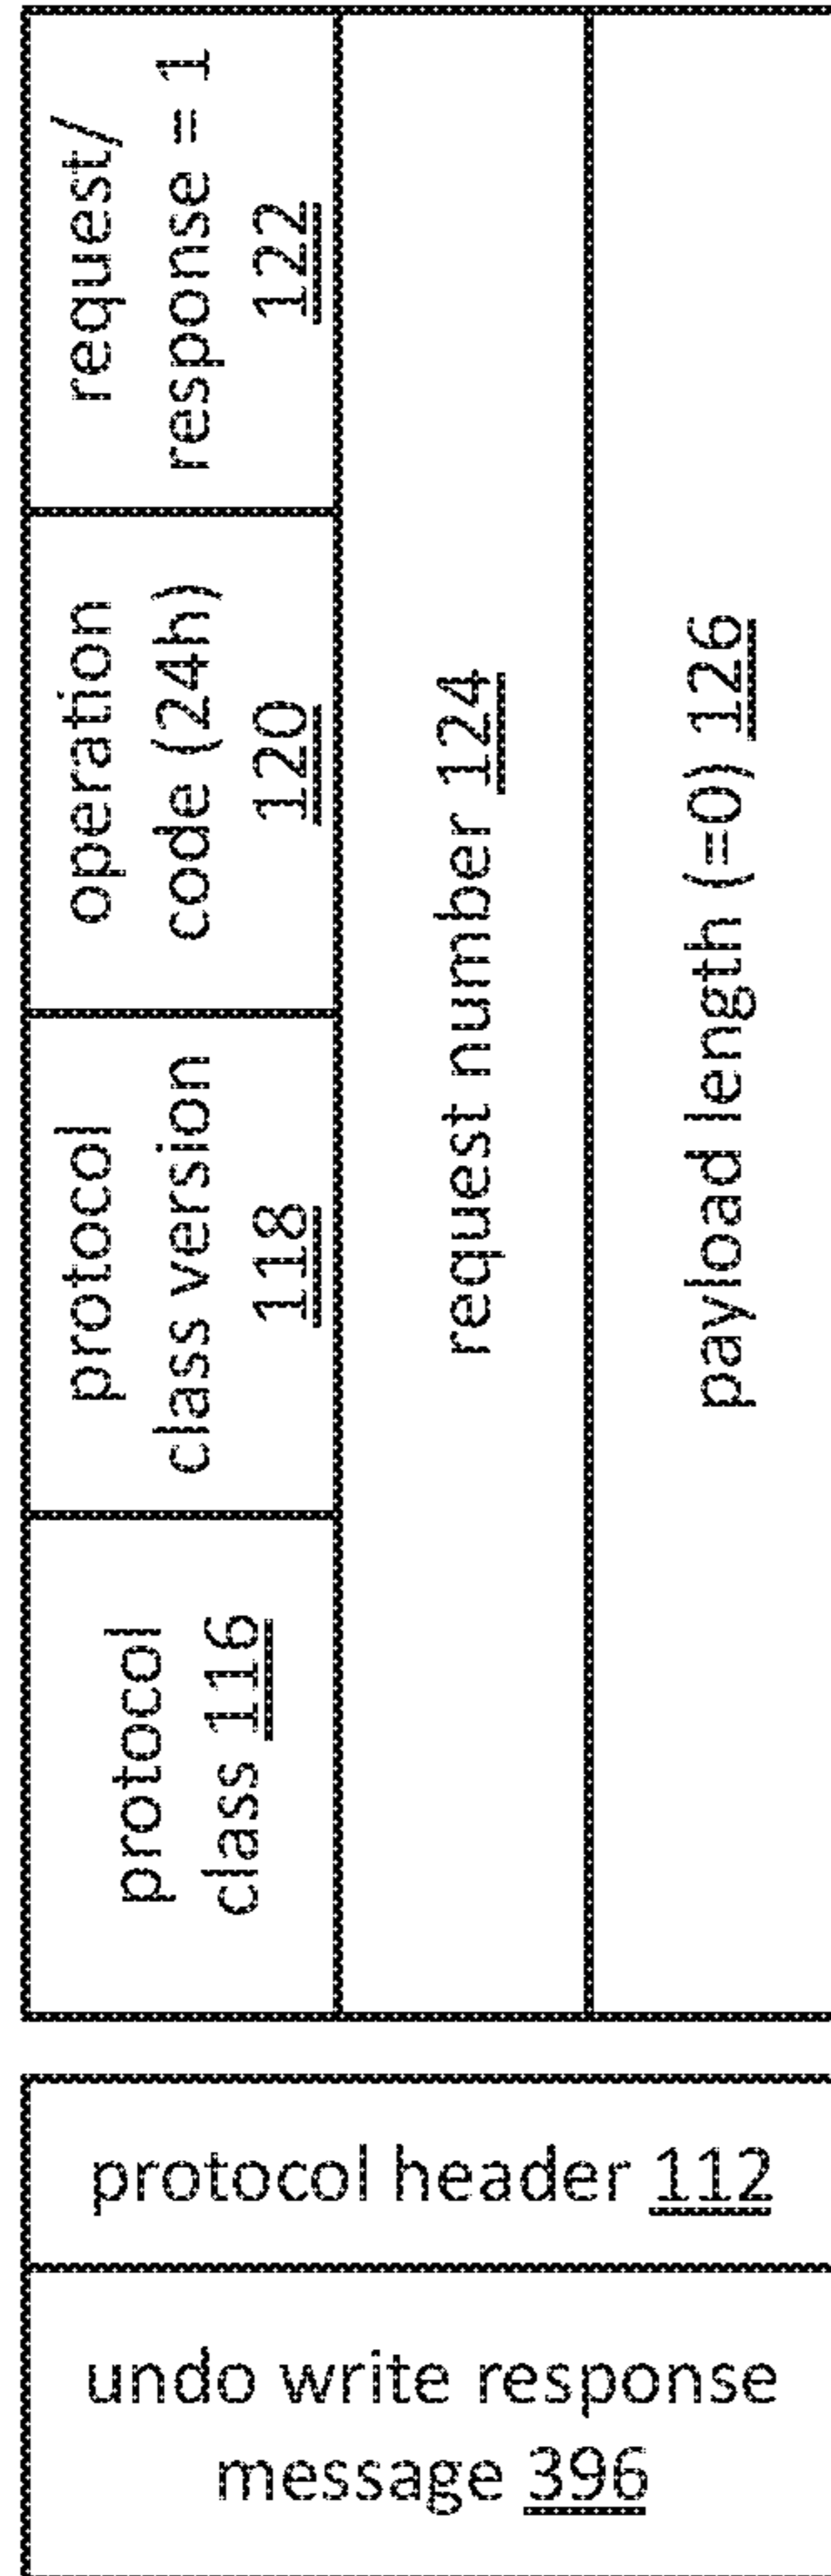 undo write response
message 396
protocol header 112
protocol
class 116
protocol
class version
118
operation
code (24h)
120
request/
response = 1
122
request number 124
payload length (=0) 126